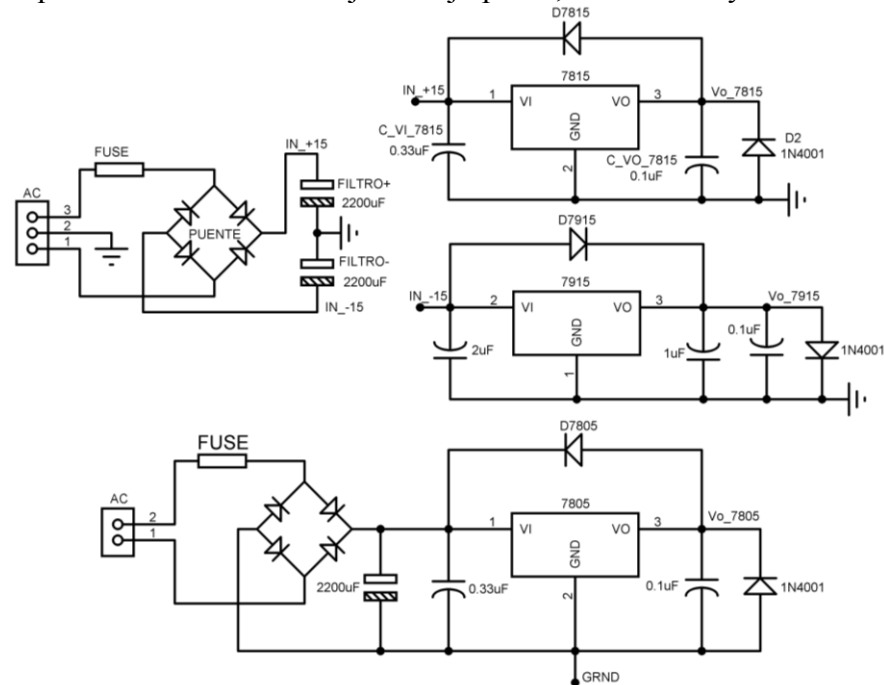 D7815
7815
IN_+15
1
VI
VO
3
Vo_7815
GND
2
C_VI_7815
0.33uF
C_VO_7815
0.1uF
D2
1N4001
AC
3
2
1
FUSE
PUENTE
IN_+15
FILTRO+
2200uF
FILTRO-
2200uF
IN_-15
D7915
7915
IN_-15
2
VI
VO
3
Vo_7915
GND
1
2uF
1uF
0.1uF
1N4001
FUSE
AC
2
1
2200uF
0.33uF
D7805
7805
1
VI
VO
3
Vo_7805
GND
2
0.1uF
1N4001
GRND